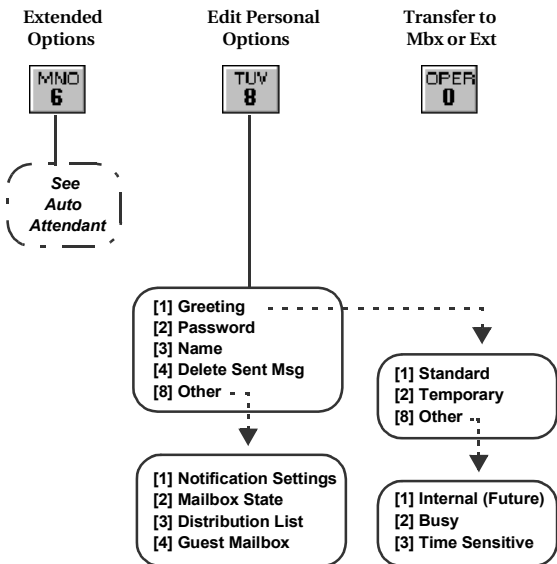 Extended
Options
Edit Personal
Options
Transfer to
Mbx or Ext
MNO
6
TUV
8
OPER
0
See
Auto
Attendant
[1] Greeting
[2] Password
[3] Name
[4] Delete Sent Msg
[8] Other
[1] Standard
[2] Temporary
[8] Other
[1] Notification Settings
[2] Mailbox State
[3] Distribution List
[4] Guest Mailbox
[1] Internal (Future)
[2] Busy
[3] Time Sensitive